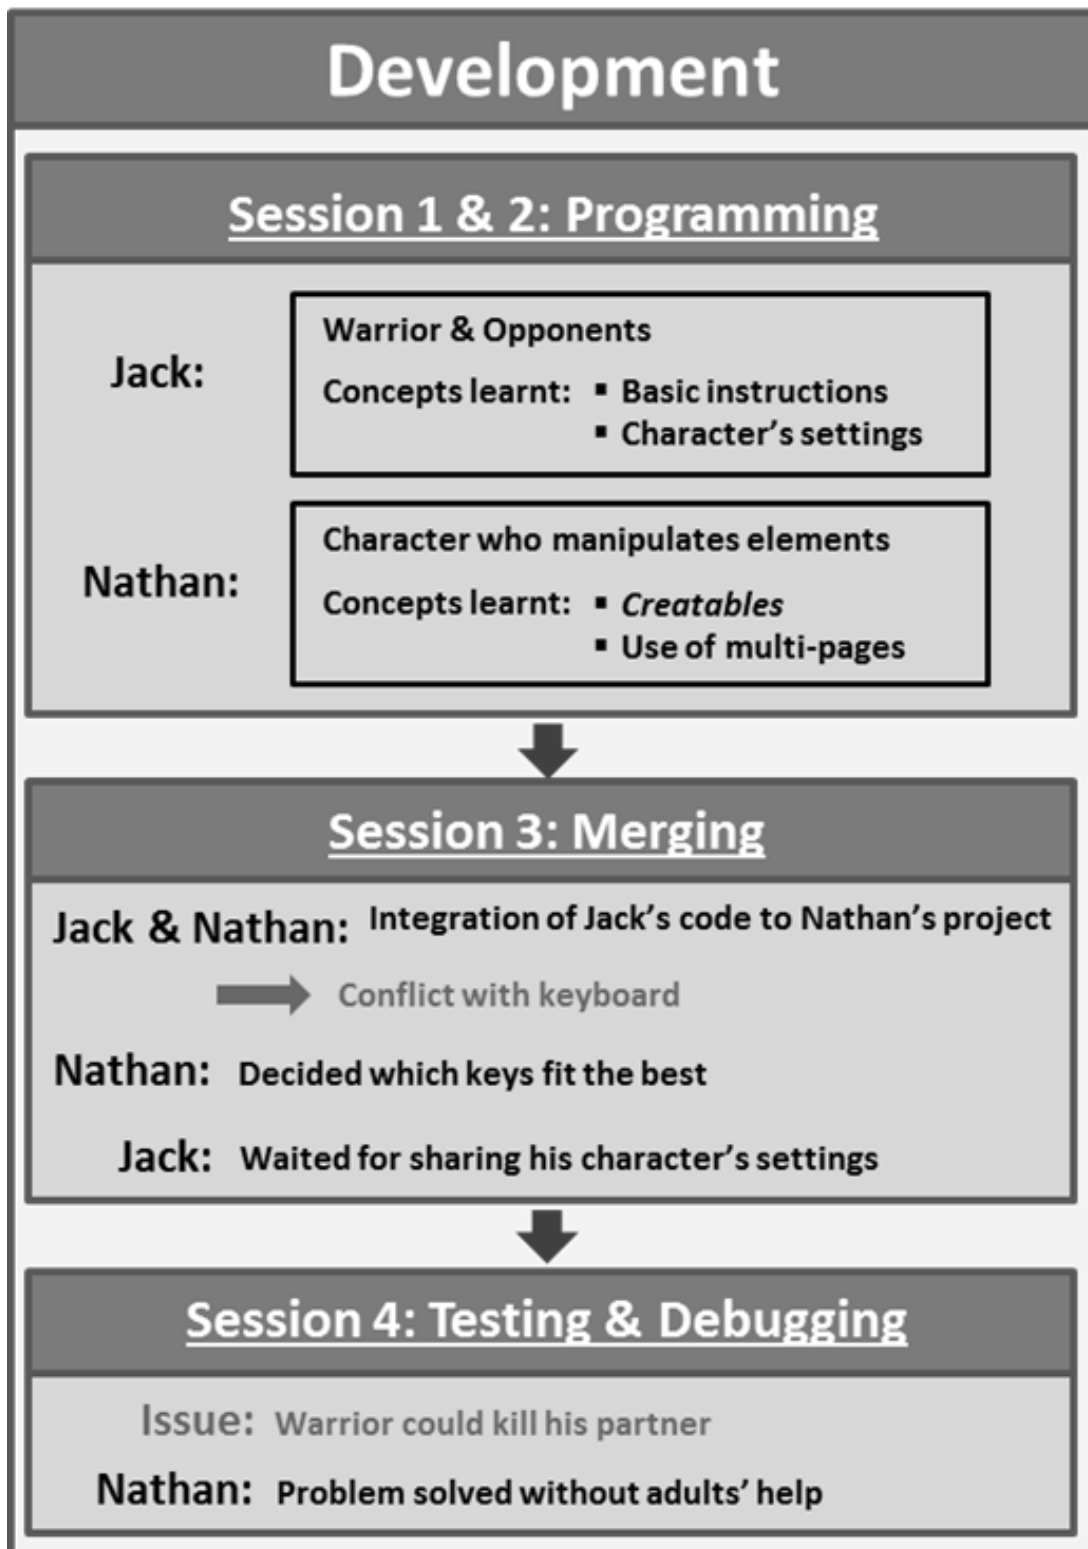 Development
Session 1 & 2: Programming
Jack:
Warrior & Opponents
Concepts learnt: ▪ Basic instructions
▪ Character's settings
Nathan:
Character who manipulates elements
Concepts learnt: ▪ Creatables
▪ Use of multi-pages
Session 3: Merging
Jack & Nathan: Integration of Jack's code to Nathan's project
Conflict with keyboard
Nathan: Decided which keys fit the best
Jack: Waited for sharing his character's settings
Session 4: Testing & Debugging
Issue: Warrior could kill his partner
Nathan: Problem solved without adults' help